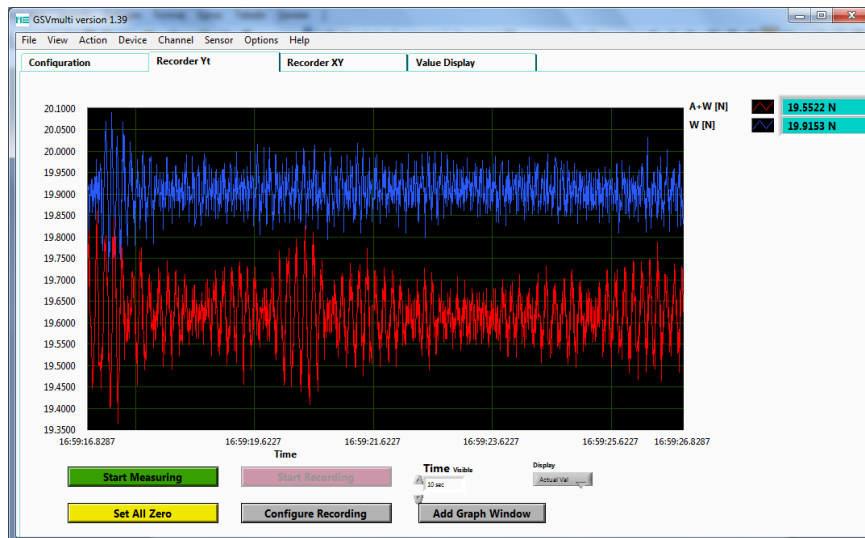 GSVmulti version 1.39
File View Action Device Channel Sensor Options Help
Configuration Recorder Yt Recorder XY Value Display
A+W [N] 19.5522 N
W [N] 19.9153 N
20.1000
20.0500
20.0000
19.9500
19.9000
19.8500
19.8000
19.7500
19.7000
19.6500
19.6000
19.5500
19.5000
19.4500
19.4000
19.3500
16:59:16.8287 16:59:19.6227 16:59:21.6227 16:59:23.6227 16:59:25.6227 16:59:26.8287
Time
Start Measuring Start Recording Time Visible 10 sec Display Actual Val
Set All Zero Configure Recording Add Graph Window